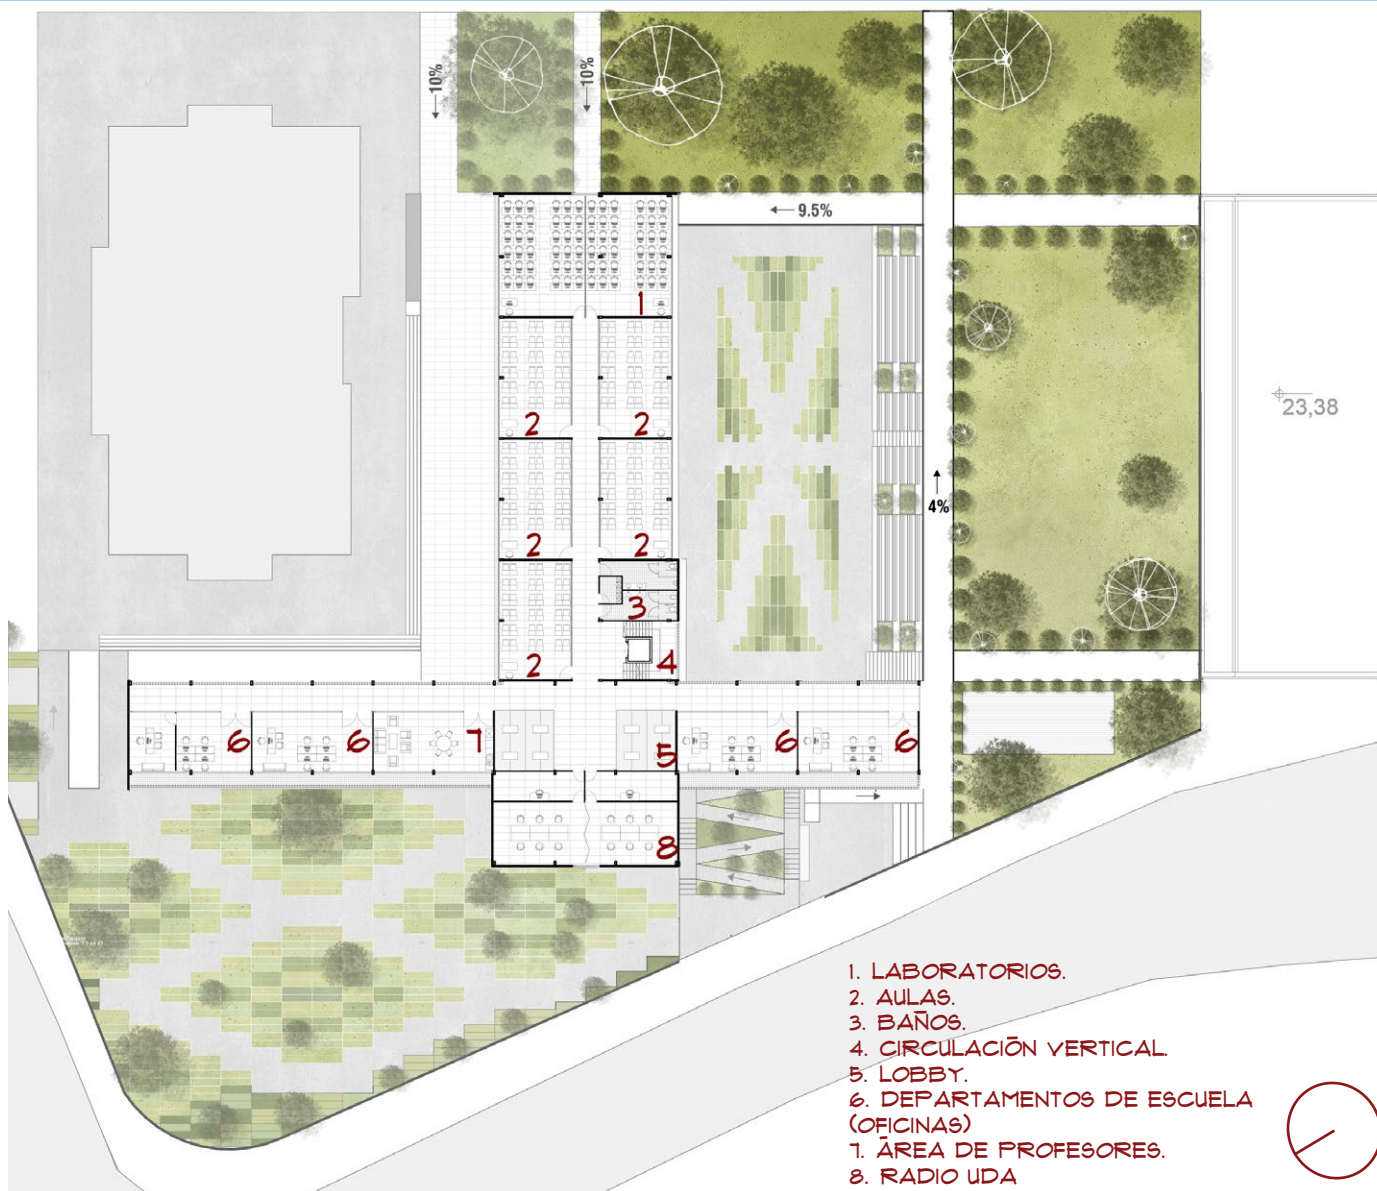 ←10%
←10%
← 9.5%
1
2
2
23,38
4%
2
2
3
2
4
6
6
7
5
6
6
8
1. LABORATORIOS.
2. AULAS.
3. BAÑOS.
4. CIRCULACIÓN VERTICAL.
5. LOBBY.
6. DEPARTAMENTOS DE ESCUELA
(OFICINAS)
7. ÁREA DE PROFESORES.
8. RADIO UDA